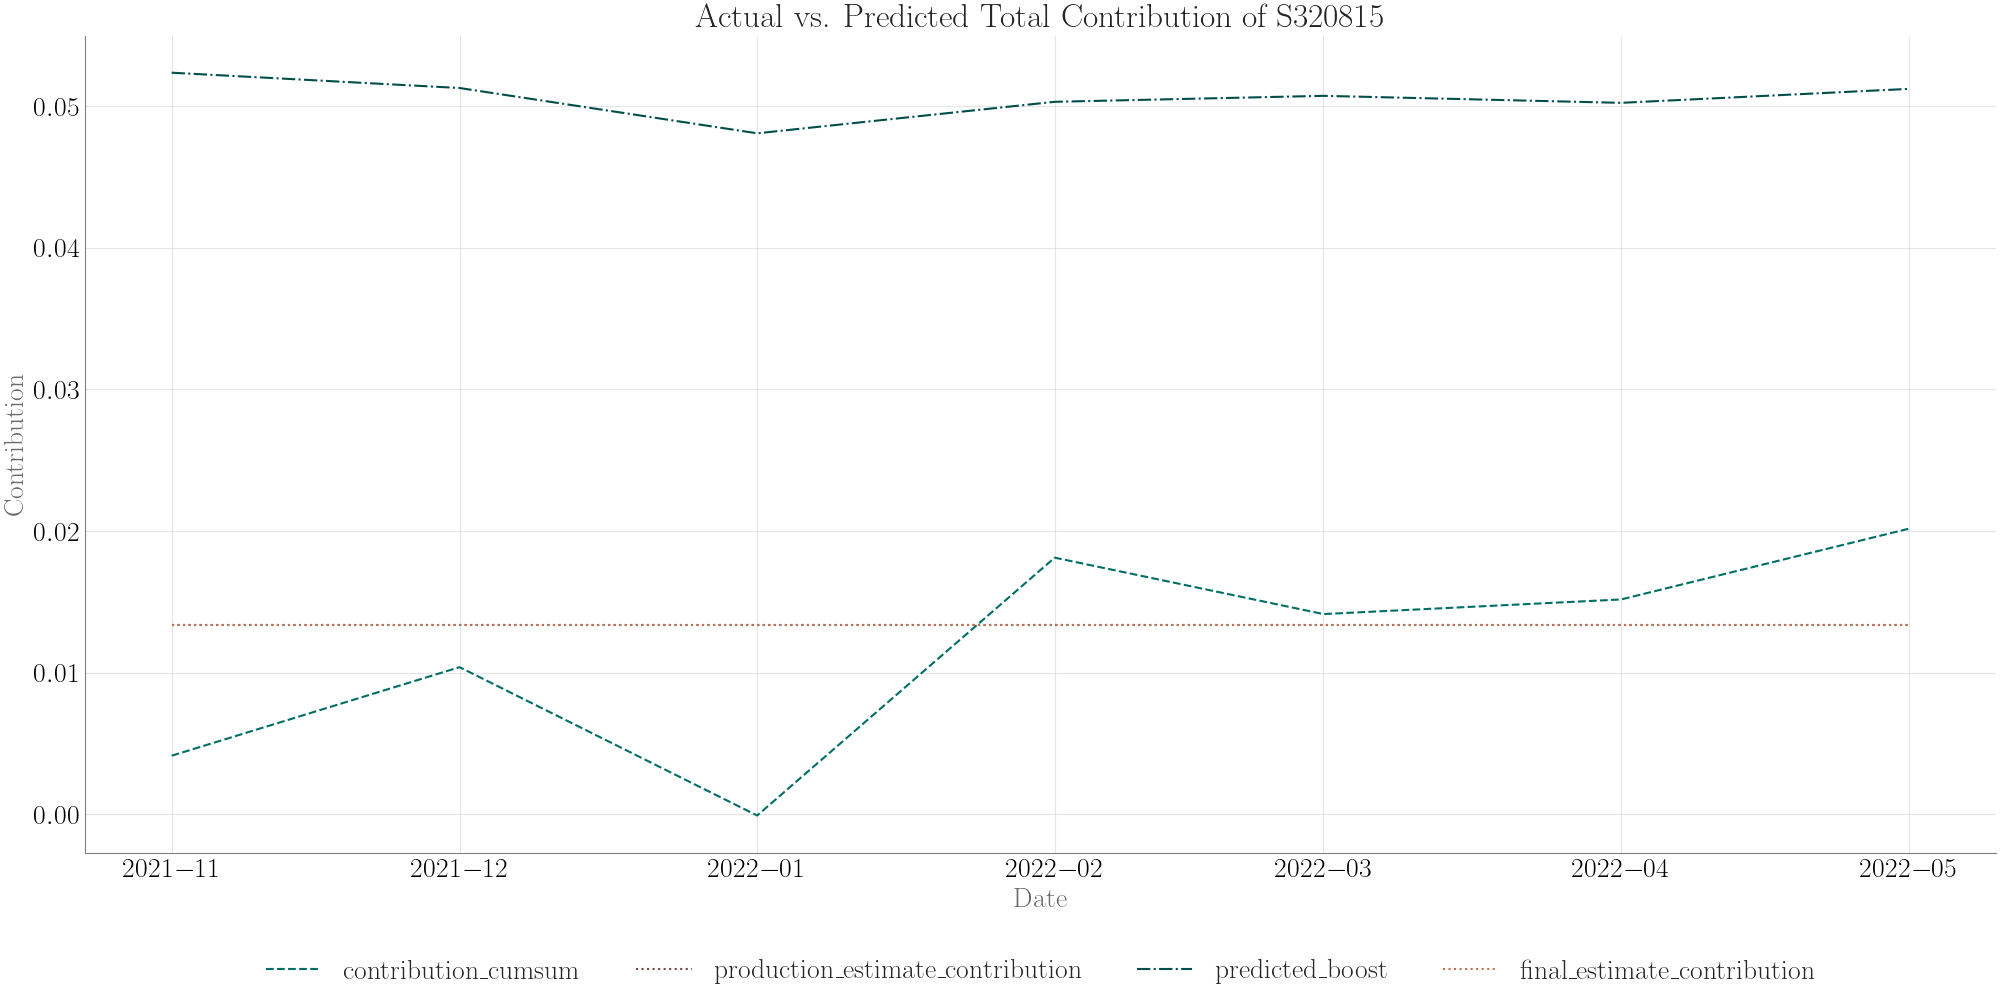 Actual vs. Predicted Total Contribution of S320815
Contribution
0.05
0.04
0.03
0.02
0.01
0.00
2021−11 2021−12 2022−01 2022−02 2022−03 2022−04 2022−05
Date
contribution_cumsum production_estimate_contribution predicted_boost final_estimate_contribution